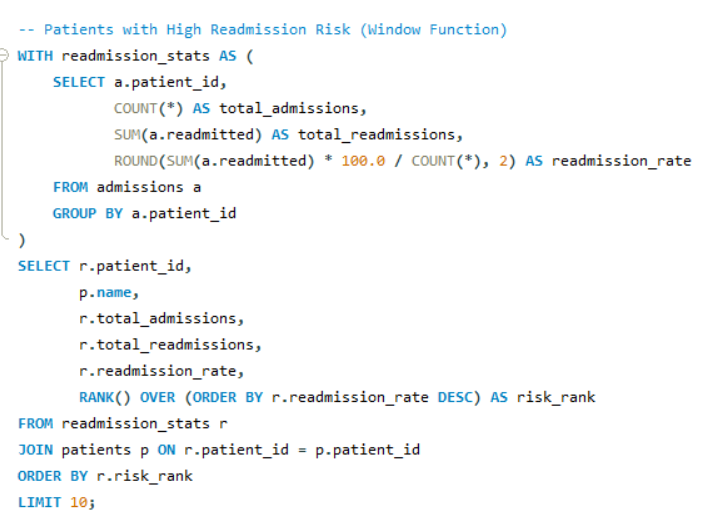 -- Patients with High Readmission Risk (Window Function)
WITH readmission_stats AS (
    SELECT a.patient_id,
           COUNT(*) AS total_admissions,
           SUM(a.readmitted) AS total_readmissions,
           ROUND(SUM(a.readmitted) * 100.0 / COUNT(*), 2) AS readmission_rate
    FROM admissions a
    GROUP BY a.patient_id
)
SELECT r.patient_id,
       p.name,
       r.total_admissions,
       r.total_readmissions,
       r.readmission_rate,
       RANK() OVER (ORDER BY r.readmission_rate DESC) AS risk_rank
FROM readmission_stats r
JOIN patients p ON r.patient_id = p.patient_id
ORDER BY r.risk_rank
LIMIT 10;